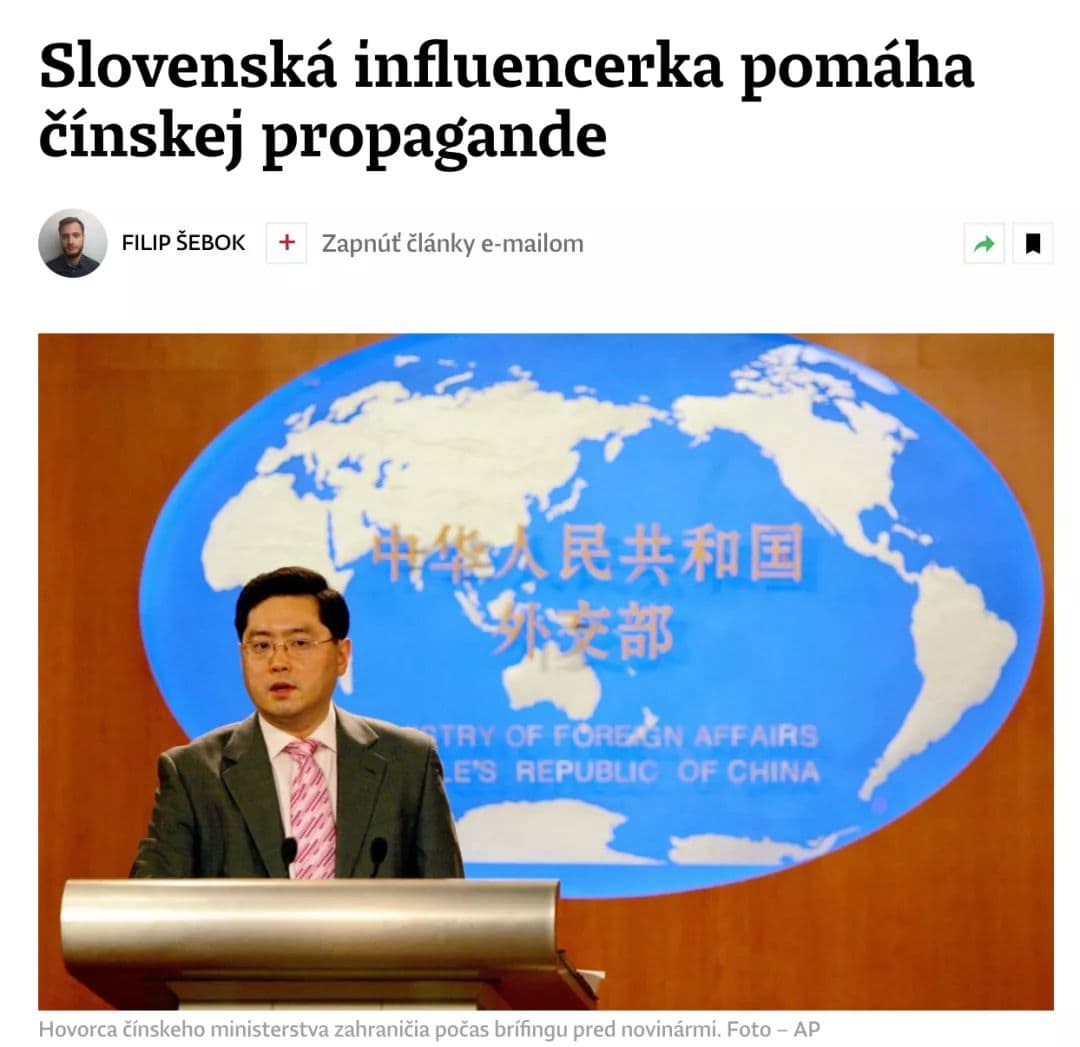 Slovenská influencerka pomáha
čínskej propagande
FILIP ŠEBOK
+ Zapnúť články e-mailom
中华人民共和国
外交部
STRY OF FOREIGN AFFAIRS
LE'S REPUBLIC OF CHINA
Hovorca čínskeho ministerstva zahraničia počas brífingu pred novinármi. Foto – AP